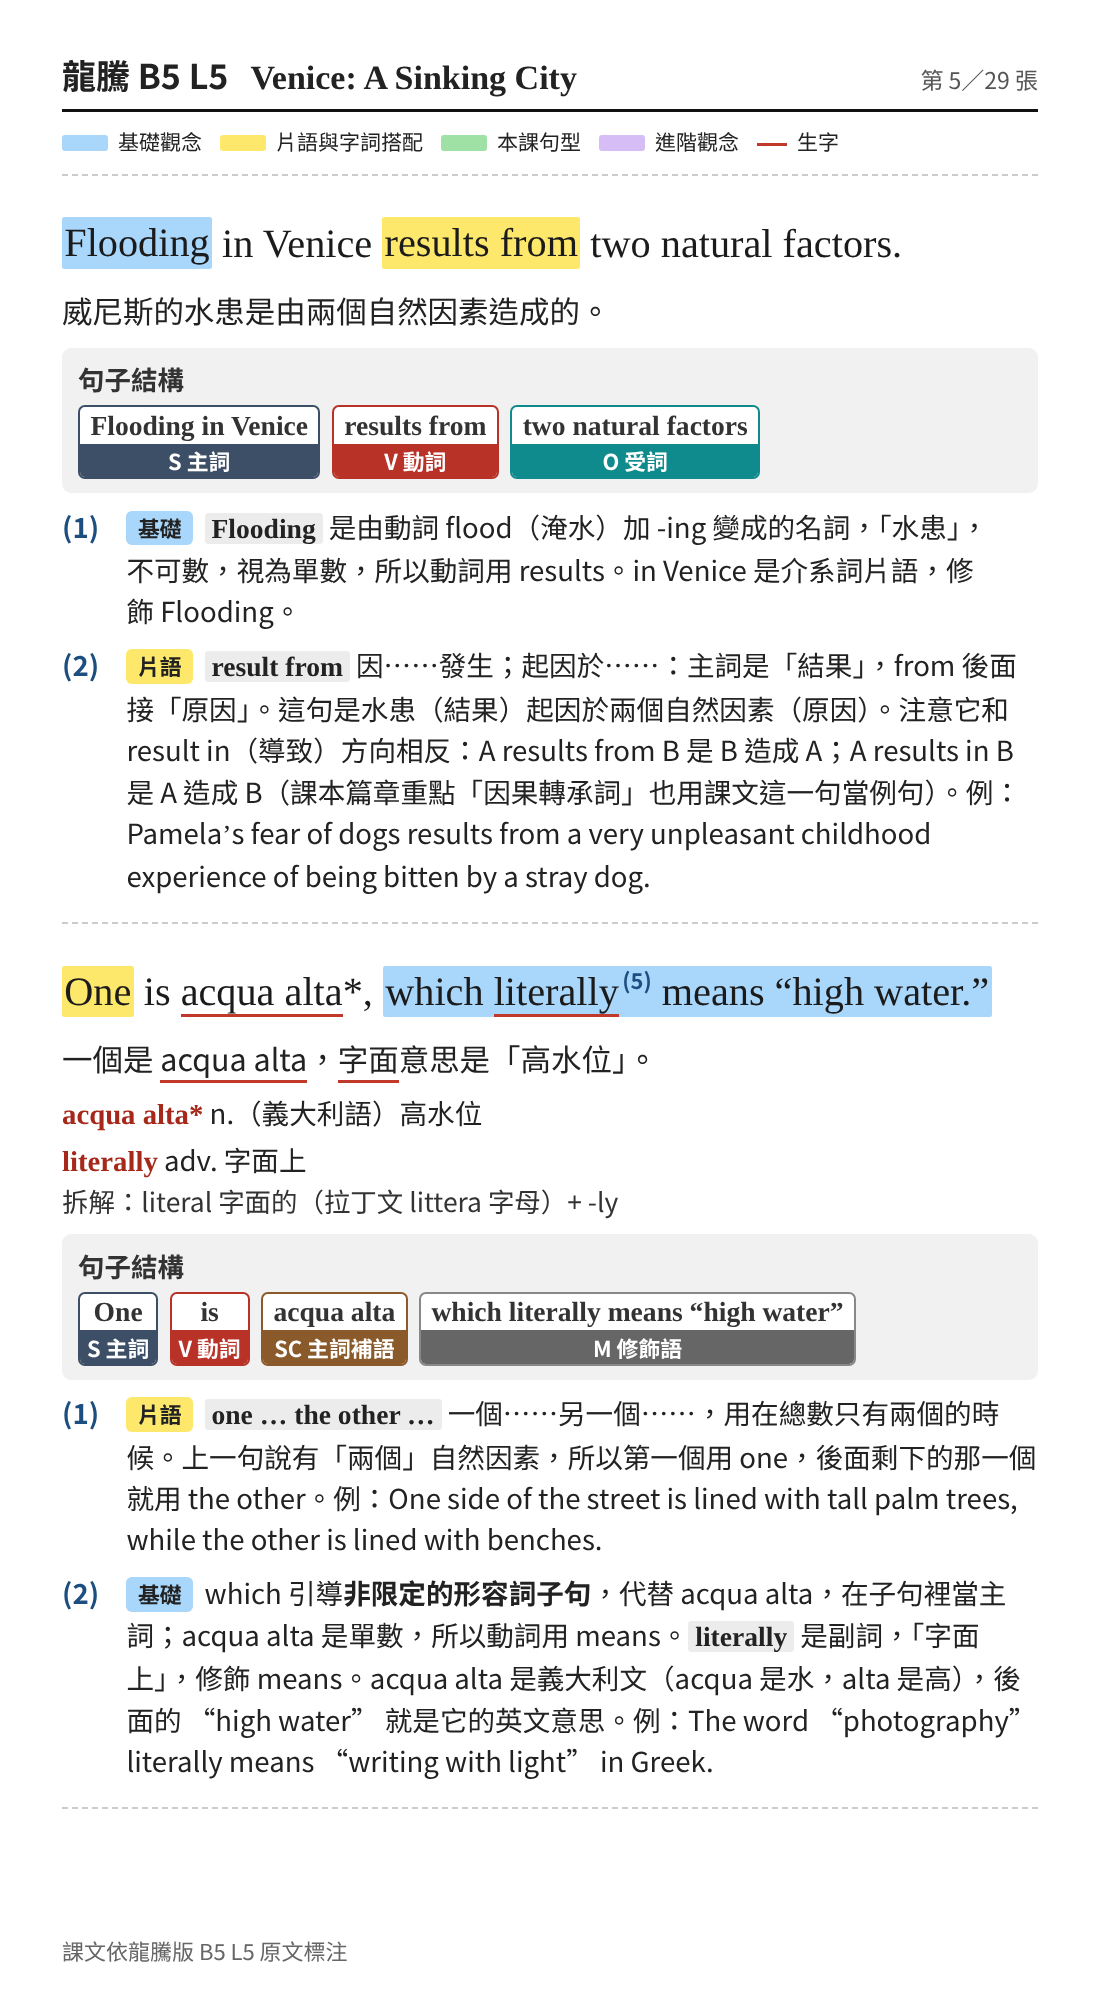 龍騰 B5 L5 Venice: A Sinking City
第 5／29 張
基礎觀念 片語與字詞搭配 本課句型 進階觀念 生字
Flooding in Venice results from two natural factors.
威尼斯的水患是由兩個自然因素造成的。
句子結構
Flooding in Venice results from two natural factors
S 主詞 V 動詞 O 受詞
(1) 基礎 Flooding 是由動詞 flood（淹水）加 -ing 變成的名詞，「水患」，
不可數，視為單數，所以動詞用 results。in Venice 是介系詞片語，修
飾 Flooding。
(2) 片語 result from 因……發生；起因於……：主詞是「結果」，from 後面
接「原因」。這句是水患（結果）起因於兩個自然因素（原因）。注意它和
result in（導致）方向相反：A results from B 是 B 造成 A；A results in B
是 A 造成 B（課本篇章重點「因果轉承詞」也用課文這一句當例句）。例：
Pamela’s fear of dogs results from a very unpleasant childhood
experience of being bitten by a stray dog.
One is acqua alta*, which literally(5) means “high water.”
一個是 acqua alta，字面意思是「高水位」。
acqua alta* n.（義大利語）高水位
literally adv. 字面上
拆解：literal 字面的（拉丁文 littera 字母）+ -ly
句子結構
One is acqua alta which literally means “high water”
S 主詞 V 動詞 SC 主詞補語 M 修飾語
(1) 片語 one … the other … 一個……另一個……，用在總數只有兩個的時
候。上一句說有「兩個」自然因素，所以第一個用 one，後面剩下的那一個
就用 the other。例：One side of the street is lined with tall palm trees,
while the other is lined with benches.
(2) 基礎 which 引導非限定的形容詞子句，代替 acqua alta，在子句裡當主
詞；acqua alta 是單數，所以動詞用 means。literally 是副詞，「字面
上」，修飾 means。acqua alta 是義大利文（acqua 是水，alta 是高），後
面的 “high water” 就是它的英文意思。例：The word “photography”
literally means “writing with light” in Greek.
課文依龍騰版 B5 L5 原文標注